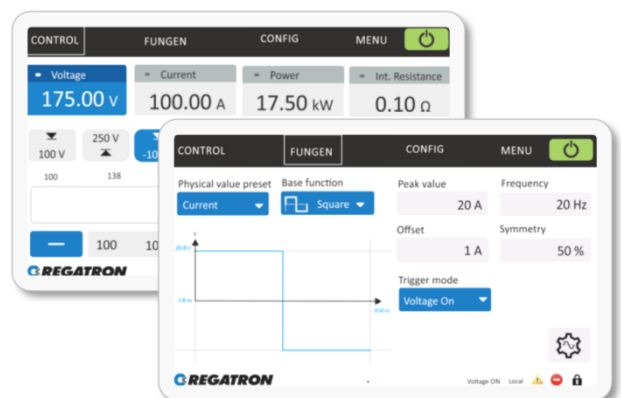 CONTROL FUNGEN CONFIG MENU
Voltage Current Power Int. Resistance
175.00 V 100.00 A 17.50 kW 0.10 Ω
100 V 250 V
100 138
100
REGATRON
CONTROL FUNGEN CONFIG MENU
Physical value preset Base function Peak value Frequency
Current Square 20 A 20 Hz
Offset Symmetry
1 A 50 %
Trigger mode
Voltage On
REGATRON
Voltage ON Local